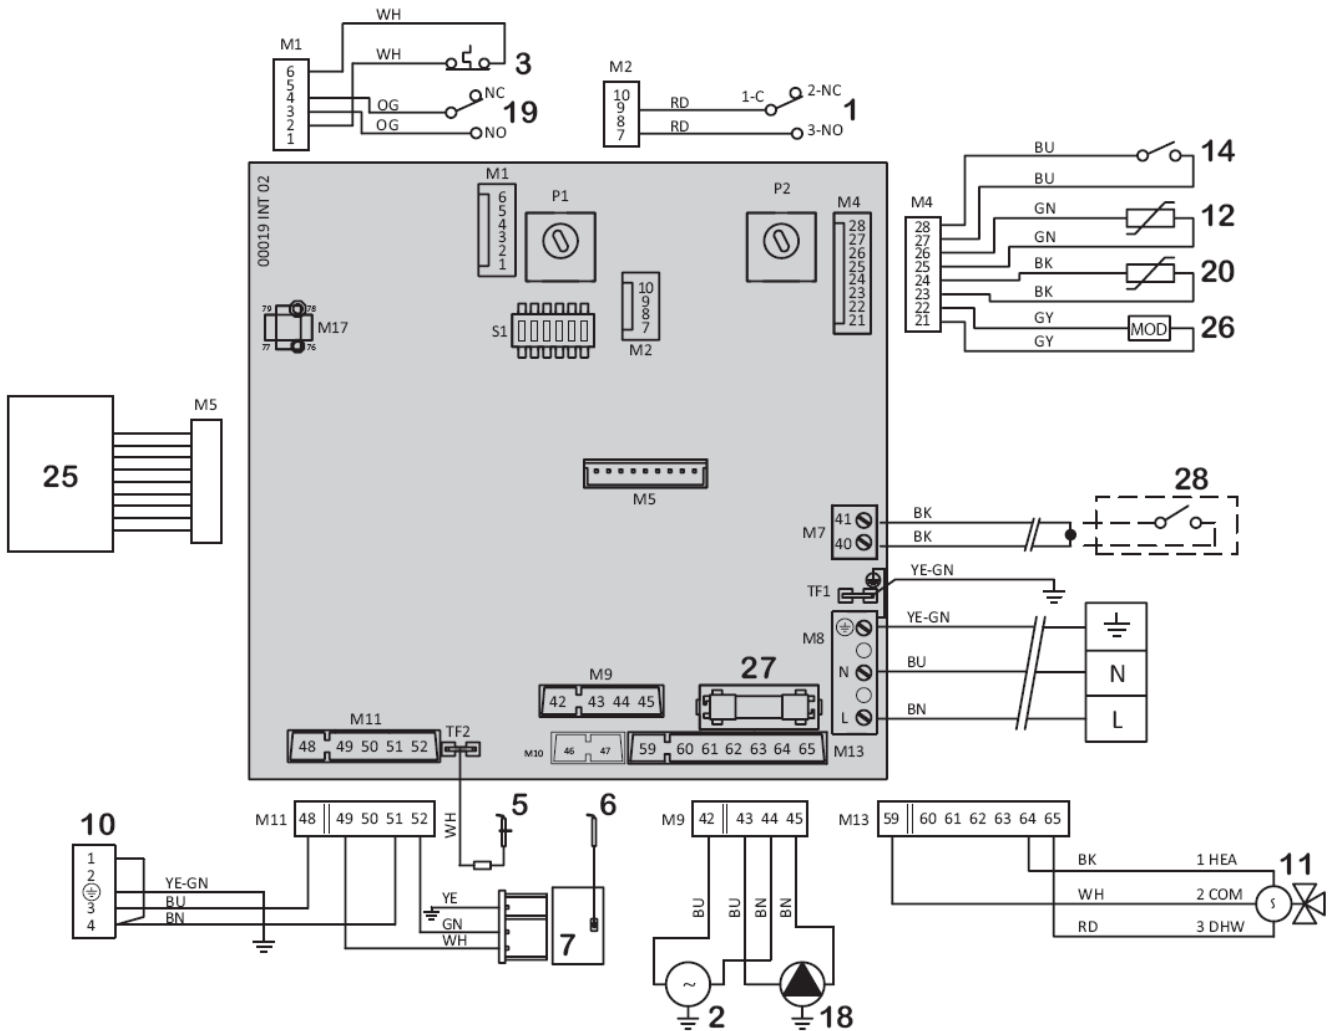 WH
M1
WH
3
6
5
4
3
2
1
OG
NC
19
OG
NO
M2
10
9
8
7
RD
1-C
2-NC
1
RD
3-NO
BU
14
BU
M4
28
27
26
25
24
23
22
21
GN
12
GN
BK
20
BK
GY
MOD
26
GY
00019 INT 02
M1
6
5
4
3
2
1
P1
P2
M4
28
27
26
25
24
23
22
21
10
9
8
7
M2
S1
79
78
M17
77
76
M5
25
M5
28
M7
41
40
BK
BK
TF1
YE-GN
M8
YE-GN
N
BU
N
L
BN
L
27
M9
42 43 44 45
M11
48 49 50 51 52
TF2
M10
46 47
59 60 61 62 63 64 65
M13
M11
48 49 50 51 52
WH
5
6
M9
42 43 44 45
M13
59 60 61 62 63 64 65
10
1
2
3
4
YE-GN
BU
BN
YE
GN
WH
7
BU
BU
BN
BN
~
2
18
BK
1 HEA
11
WH
2 COM
S
RD
3 DHW